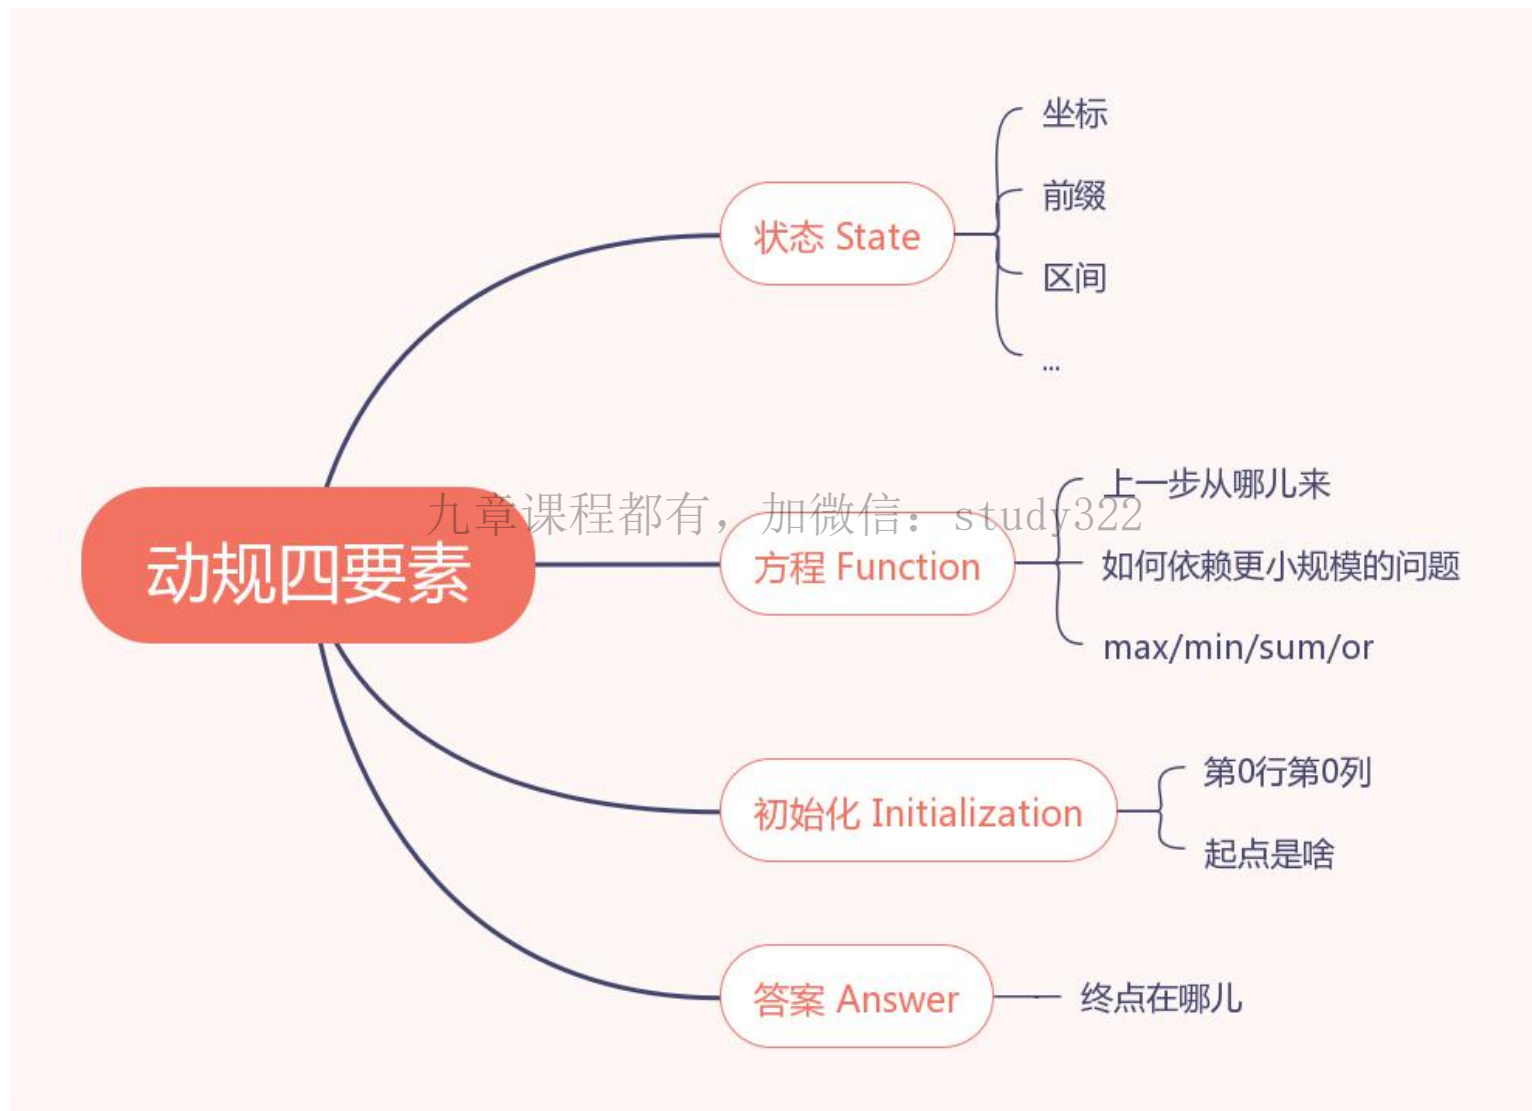 动规四要素
状态 State
坐标
前缀
区间
...
九章课程都有，加微信：study322
方程 Function
上一步从哪儿来
如何依赖更小规模的问题
max/min/sum/or
初始化 Initialization
第0行第0列
起点是啥
答案 Answer
终点在哪儿